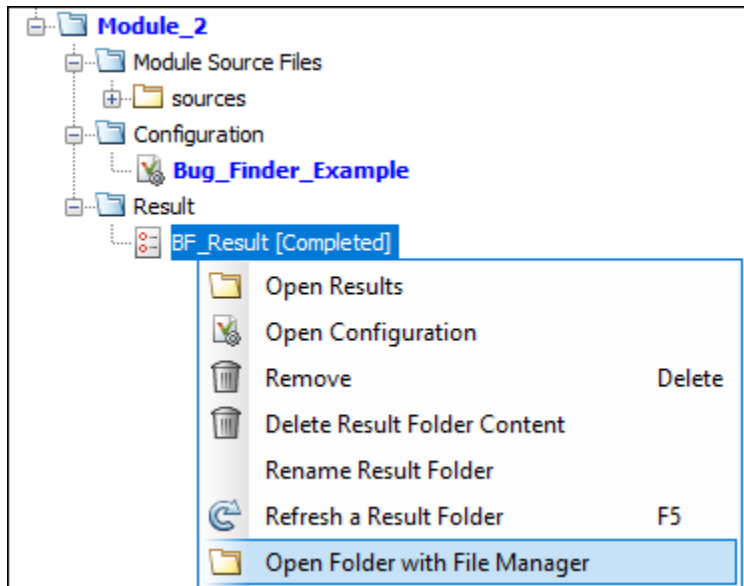 Module_2
Module Source Files
sources
Configuration
Bug_Finder_Example
Result
BF_Result [Completed]
Open Results
Open Configuration
Remove Delete
Delete Result Folder Content
Rename Result Folder
Refresh a Result Folder F5
Open Folder with File Manager